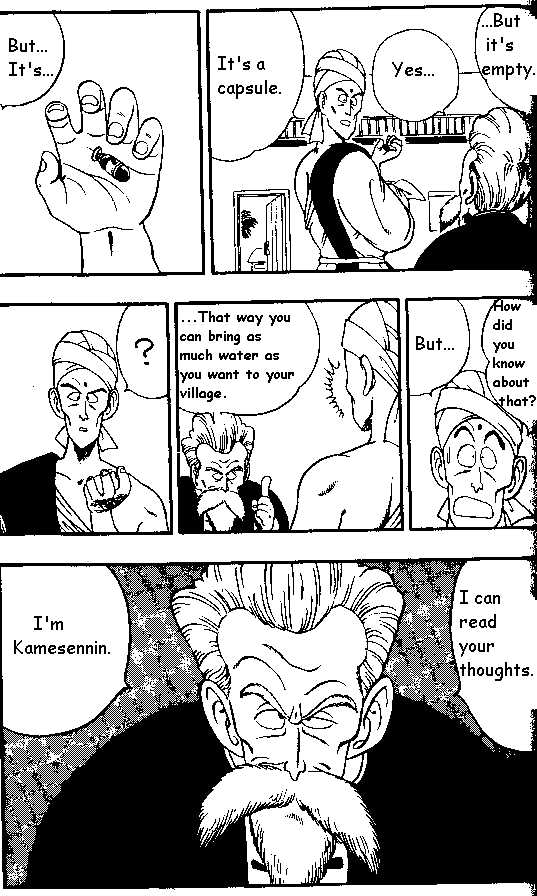 But...
It's...
It's a
capsule.
Yes...
...But
it's
empty.
?
...That way you
can bring as
much water as
you want to your
village.
But...
How
did
you
know
about
that?
I'm
Kamesennin.
I can
read
your
thoughts.